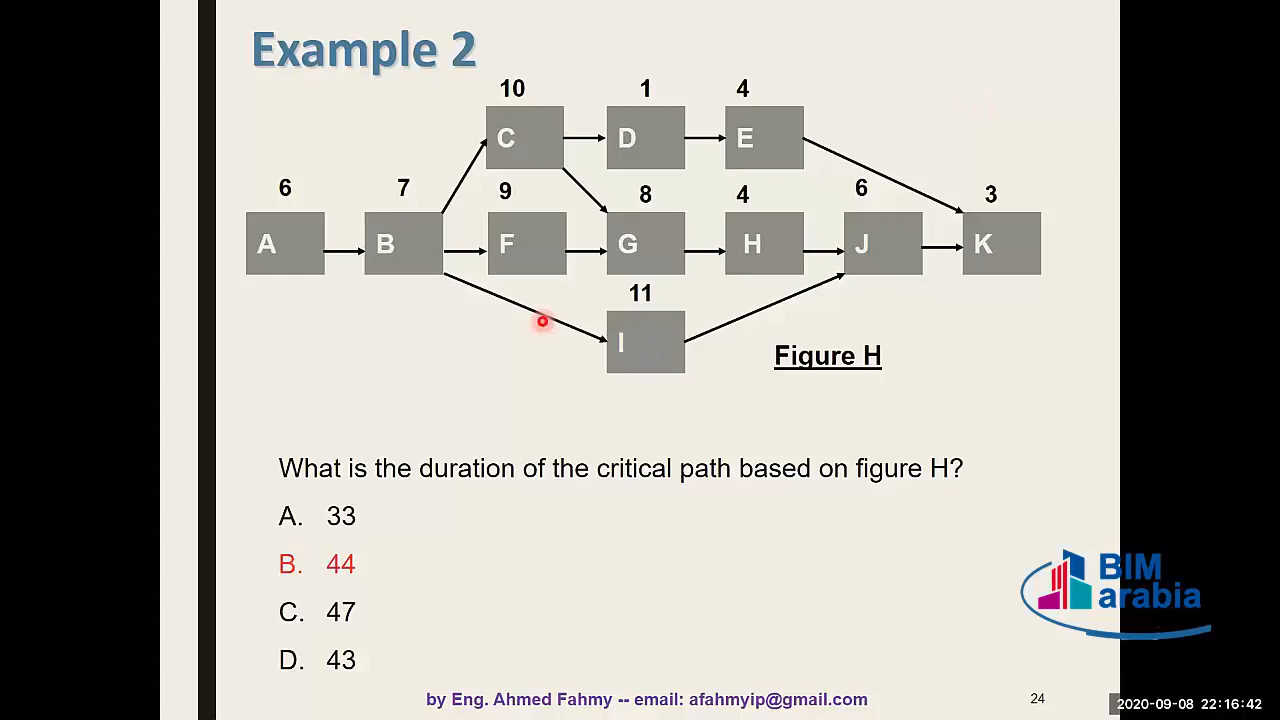 Example 2
10 1 4
C D E
6 7 9 8 4 6 3
A B F G H J K
11
I
Figure H
What is the duration of the critical path based on figure H?
A. 33
B. 44
C. 47
D. 43
BIM
arabia
by Eng. Ahmed Fahmy -- email: afahmyip@gmail.com
24
2020-09-08 22:16:42